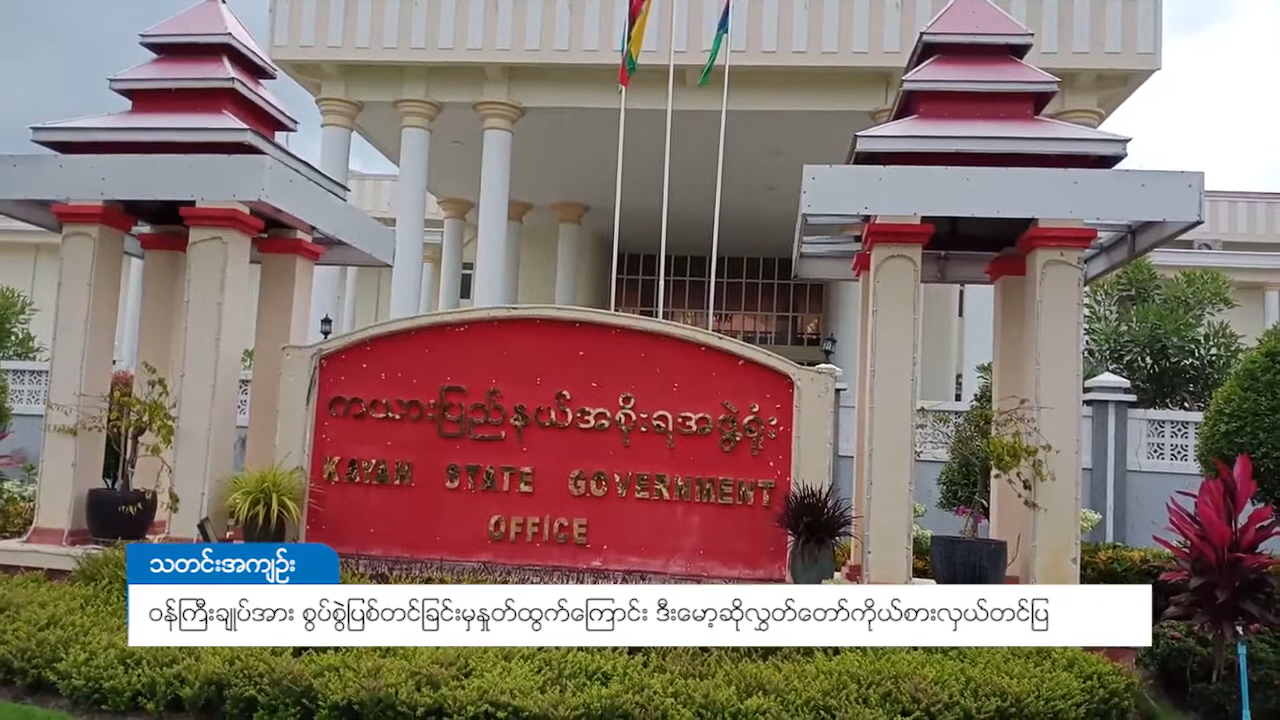 ကယားပြည်နယ်အစိုးရအဖွဲ့ရုံး
KAYAH STATE GOVERNMENT
OFFICE
သတင်းအကျဉ်း
ဝန်ကြီးချုပ်အား စွပ်စွဲပြစ်တင်ခြင်းမှနှုတ်ထွက်ကြောင်း ဒီးမော့ဆိုလွှတ်တော်ကိုယ်စားလှယ်တင်ပြ